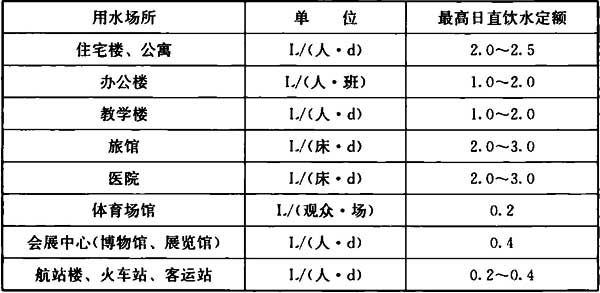 用水场所 单 位 最高日直饮水定额
住宅楼、公寓 L/(人·d) 2.0～2.5
办公楼 L/(人·班) 1.0～2.0
教学楼 L/(人·d) 1.0～2.0
旅馆 L/(床·d) 2.0～3.0
医院 L/(床·d) 2.0～3.0
体育场馆 L/(观众·场) 0.2
会展中心(博物馆、展览馆) L/(人·d) 0.4
航站楼、火车站、客运站 L/(人·d) 0.2～0.4